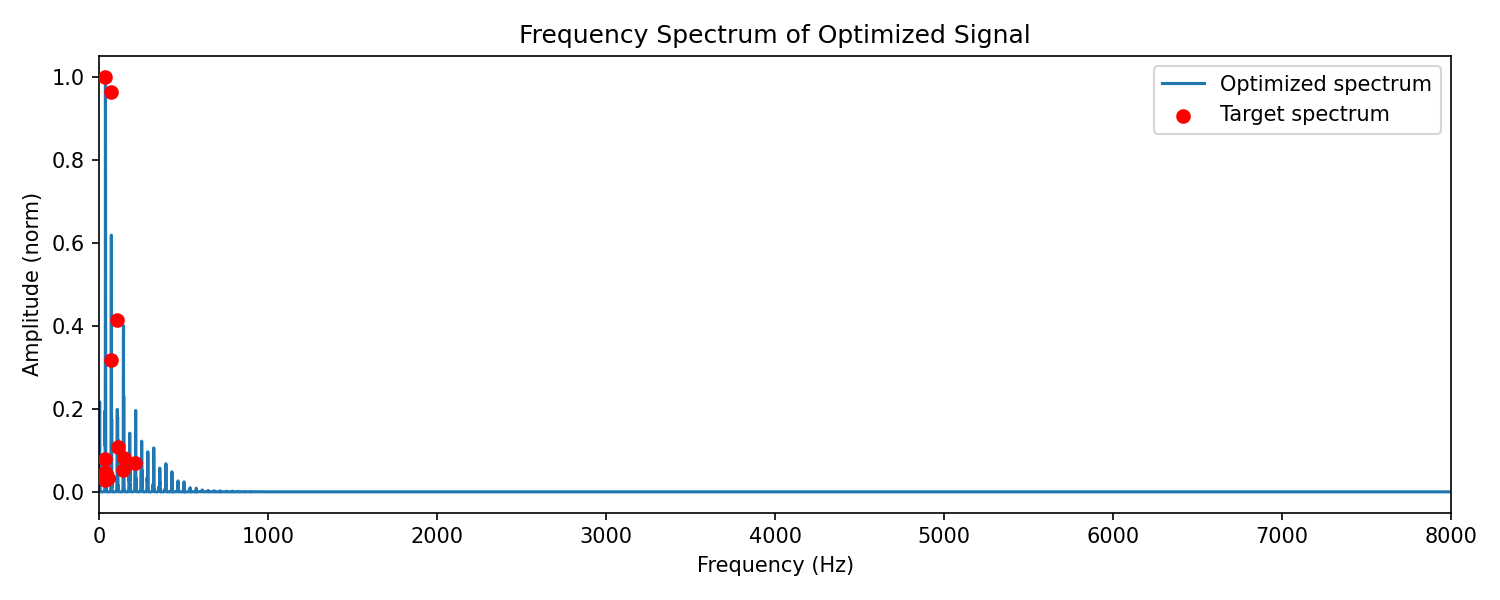 Frequency Spectrum of Optimized Signal
Optimized spectrum
Target spectrum
Amplitude (norm)
1.0
0.8
0.6
0.4
0.2
0.0
0 1000 2000 3000 4000 5000 6000 7000 8000
Frequency (Hz)